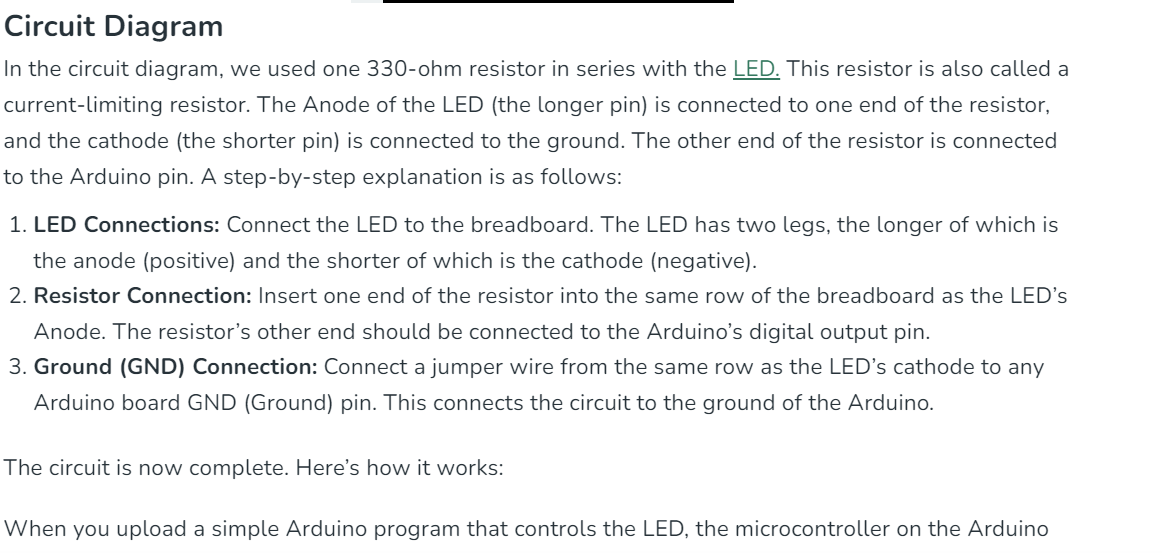 Circuit Diagram
In the circuit diagram, we used one 330-ohm resistor in series with the LED. This resistor is also called a
current-limiting resistor. The Anode of the LED (the longer pin) is connected to one end of the resistor,
and the cathode (the shorter pin) is connected to the ground. The other end of the resistor is connected
to the Arduino pin. A step-by-step explanation is as follows:
1. LED Connections: Connect the LED to the breadboard. The LED has two legs, the longer of which is
the anode (positive) and the shorter of which is the cathode (negative).
2. Resistor Connection: Insert one end of the resistor into the same row of the breadboard as the LED’s
Anode. The resistor’s other end should be connected to the Arduino’s digital output pin.
3. Ground (GND) Connection: Connect a jumper wire from the same row as the LED’s cathode to any
Arduino board GND (Ground) pin. This connects the circuit to the ground of the Arduino.
The circuit is now complete. Here’s how it works:
When you upload a simple Arduino program that controls the LED, the microcontroller on the Arduino